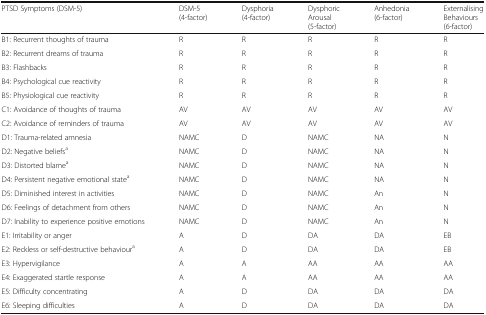 PTSD Symptoms (DSM-5) DSM-5 (4-factor) Dysphoria (4-factor) Dysphoric Arousal (5-factor) Anhedonia (6-factor) Externalising Behaviours (6-factor)
B1: Recurrent thoughts of trauma R R R R R
B2: Recurrent dreams of trauma R R R R R
B3: Flashbacks R R R R R
B4: Psychological cue reactivity R R R R R
B5: Physiological cue reactivity R R R R R
C1: Avoidance of thoughts of trauma AV AV AV AV AV
C2: Avoidance of reminders of trauma AV AV AV AV AV
D1: Trauma-related amnesia NAMC D NAMC NA N
D2: Negative beliefsª NAMC D NAMC NA N
D3: Distorted blameª NAMC D NAMC NA N
D4: Persistent negative emotional stateª NAMC D NAMC NA N
D5: Diminished interest in activities NAMC D NAMC An N
D6: Feelings of detachment from others NAMC D NAMC An N
D7: Inability to experience positive emotions NAMC D NAMC An N
E1: Irritability or anger A D DA DA EB
E2: Reckless or self-destructive behaviourª A D DA DA EB
E3: Hypervigilance A A AA AA AA
E4: Exaggerated startle response A A AA AA AA
E5: Difficulty concentrating A D DA DA DA
E6: Sleeping difficulties A D DA DA DA